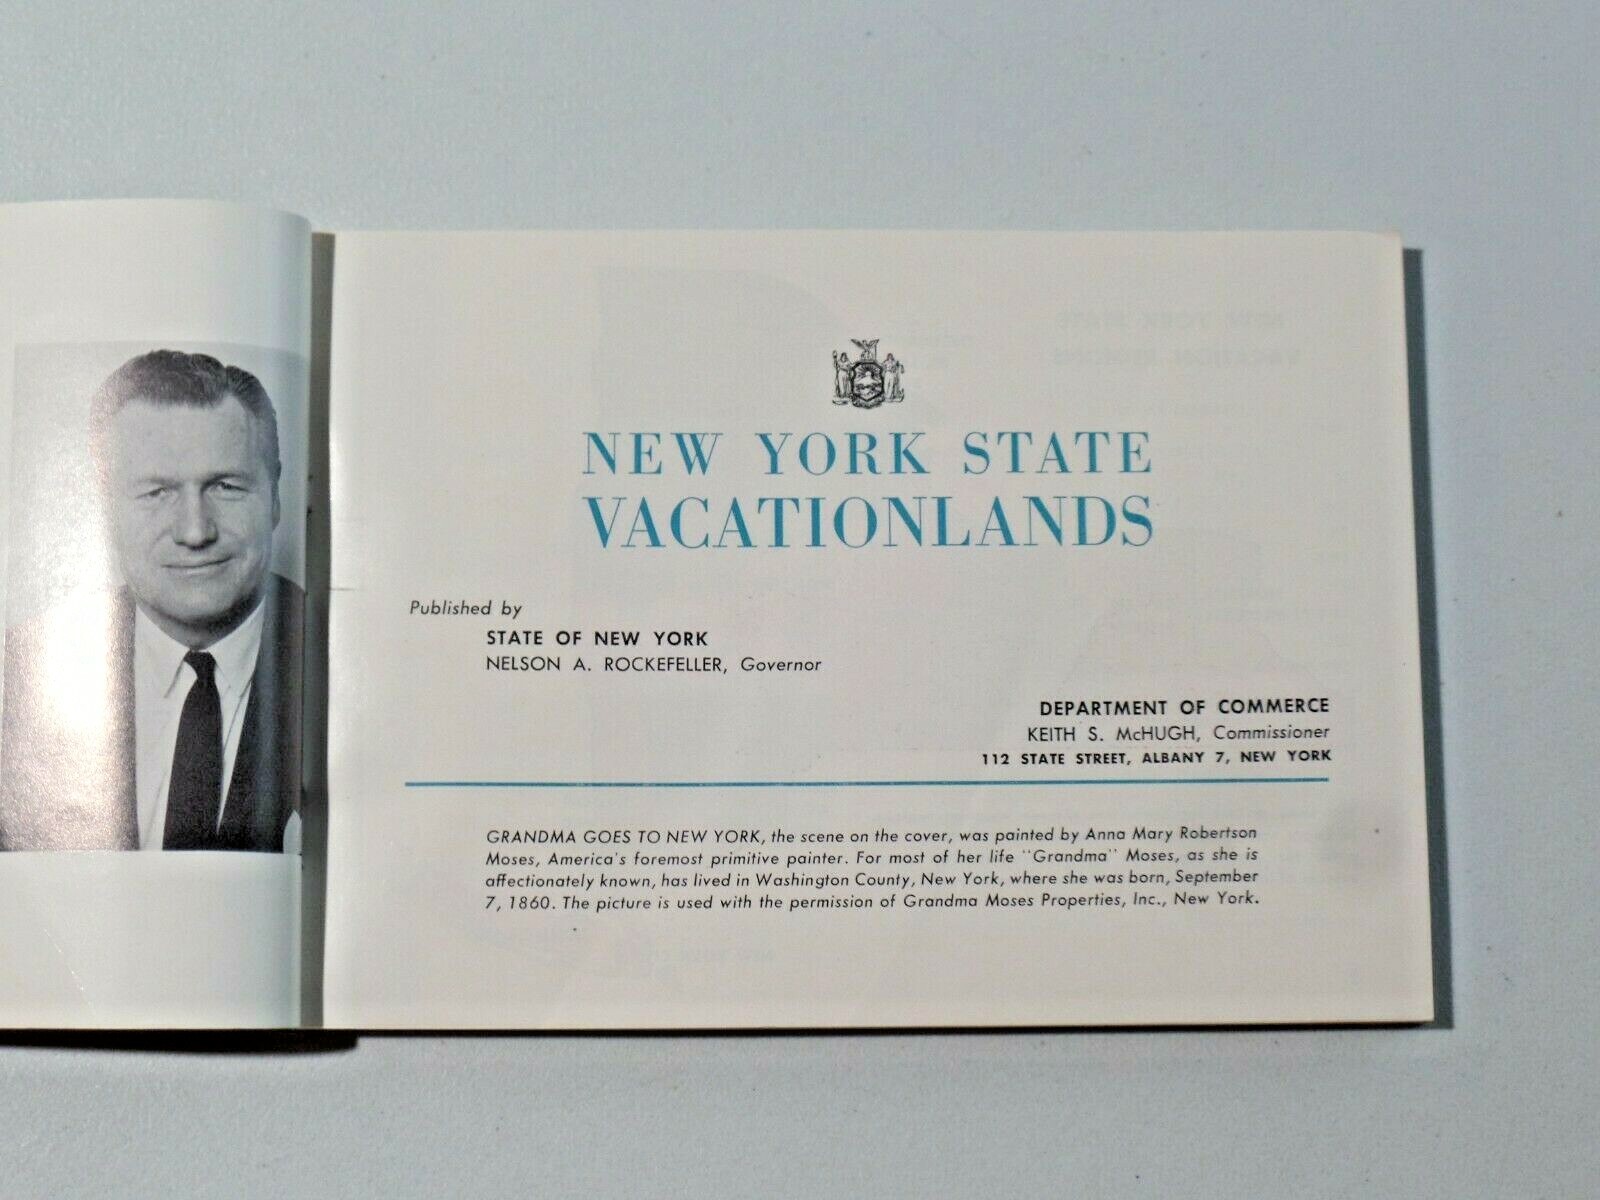 NEW YORK STATE
VACATIONLANDS
Published by
STATE OF NEW YORK
NELSON A. ROCKEFELLER, Governor
DEPARTMENT OF COMMERCE
KEITH S. McHUGH, Commissioner
112 STATE STREET, ALBANY 7, NEW YORK
GRANDMA GOES TO NEW YORK, the scene on the cover, was painted by Anna Mary Robertson
Moses, America's foremost primitive painter. For most of her life "Grandma" Moses, as she is
affectionately known, has lived in Washington County, New York, where she was born, September
7, 1860. The picture is used with the permission of Grandma Moses Properties, Inc., New York.